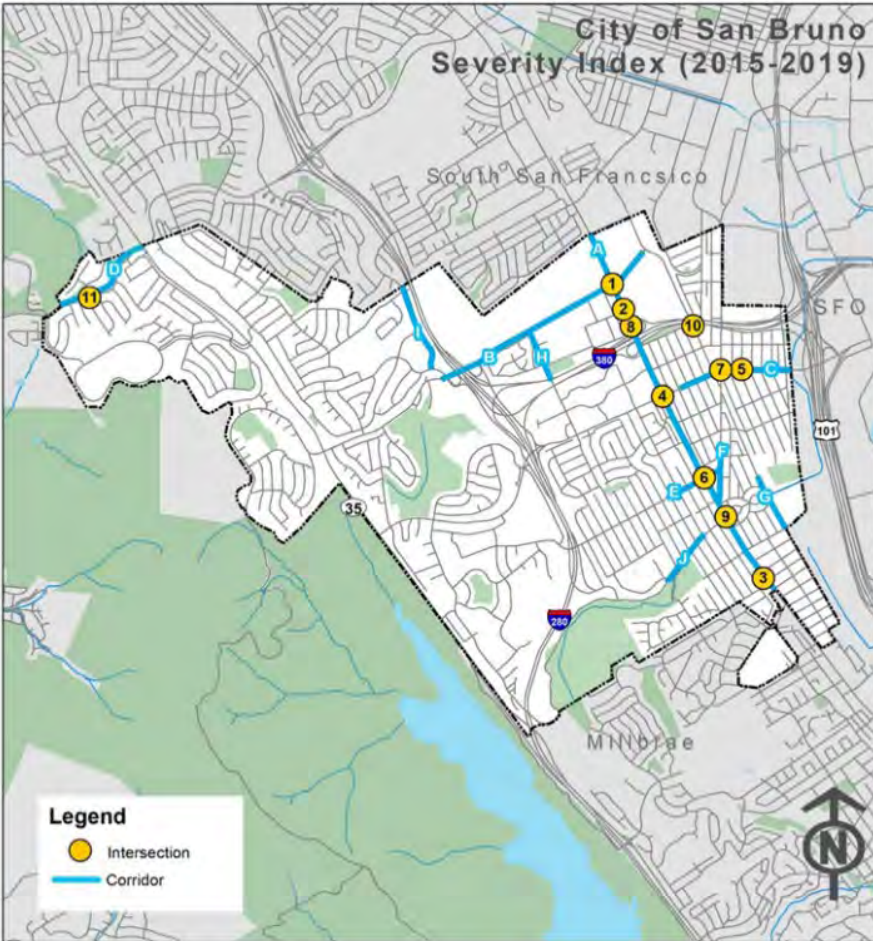 City of San Bruno
Severity Index (2015-2019)
South San Francsico
A
D
11
1
SFO
2
I
8
10
B
H
380
7
5
C
4
101
F
6
E
G
35
9
J
3
280
Millbrae
Legend
Intersection
Corridor
N